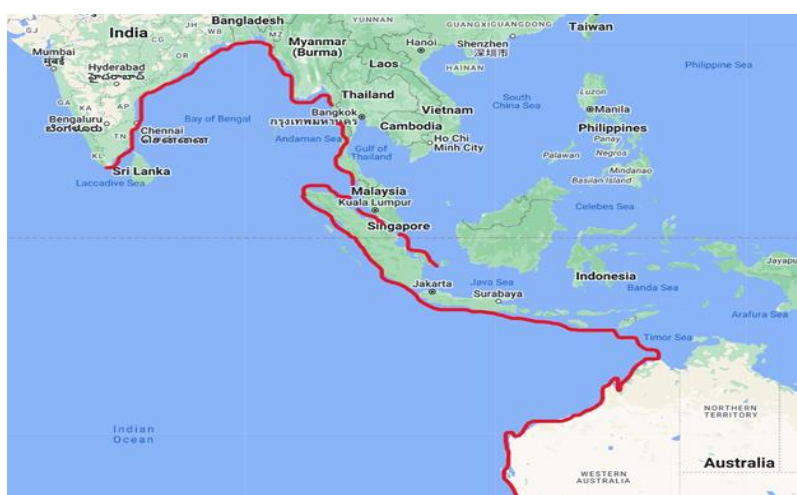 Bangladesh
Taiwan
YUNNAN
GUANGXI
GUANGDONG
GJ
India
JH
WB
MZ
CG
OR
Myanmar
(Burma)
Hanoi
Shenzhen
深圳市
Mumbai
मुंबई
Hyderabad
హైదరాబాద్
Laos
HAINAN
Philippine Sea
GA
KA
AP
Bay of Bengal
Thailand
Bangkok
กรุงเทพมหานคร
Vietnam
South
China Sea
Luzon
Manila
Bengaluru
ಬೆಂಗಳೂರು
Chennai
சென்னை
TN
KL
Andaman Sea
Cambodia
Philippines
Gulf of
Thailand
Ho Chi
Minh City
Panay
Negros
Palawan
Mindanao
Basilan Island
Sri Lanka
Laccadive Sea
Malaysia
Kuala Lumpur
Celebes Sea
Singapore
Indonesia
Jayapu
Jakarta
Java Sea
Surabaya
Banda Sea
Arafura Sea
Timor Sea
Indian
Ocean
NORTHERN
TERRITORY
Australia
WESTERN
AUSTRALIA